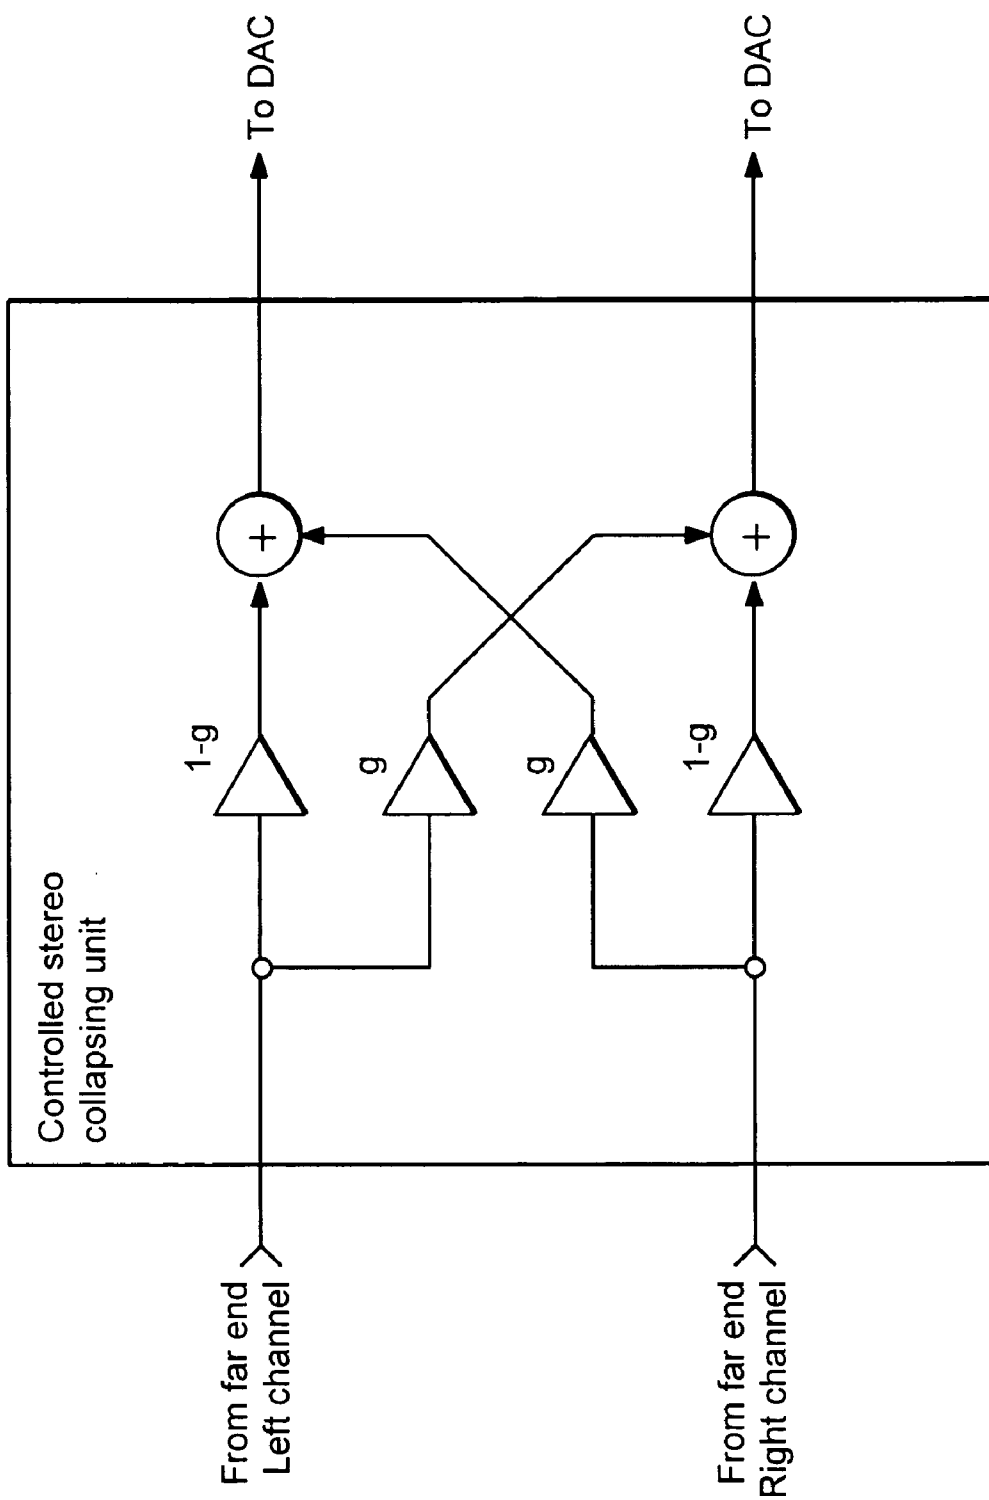 Controlled stereo
collapsing unit
From far end
Left channel
1-g
g
+
To DAC
From far end
Right channel
g
1-g
+
To DAC